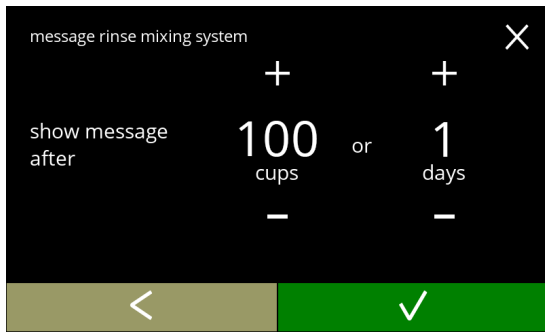 message rinse mixing system
show message
after
100
cups
or
1
days